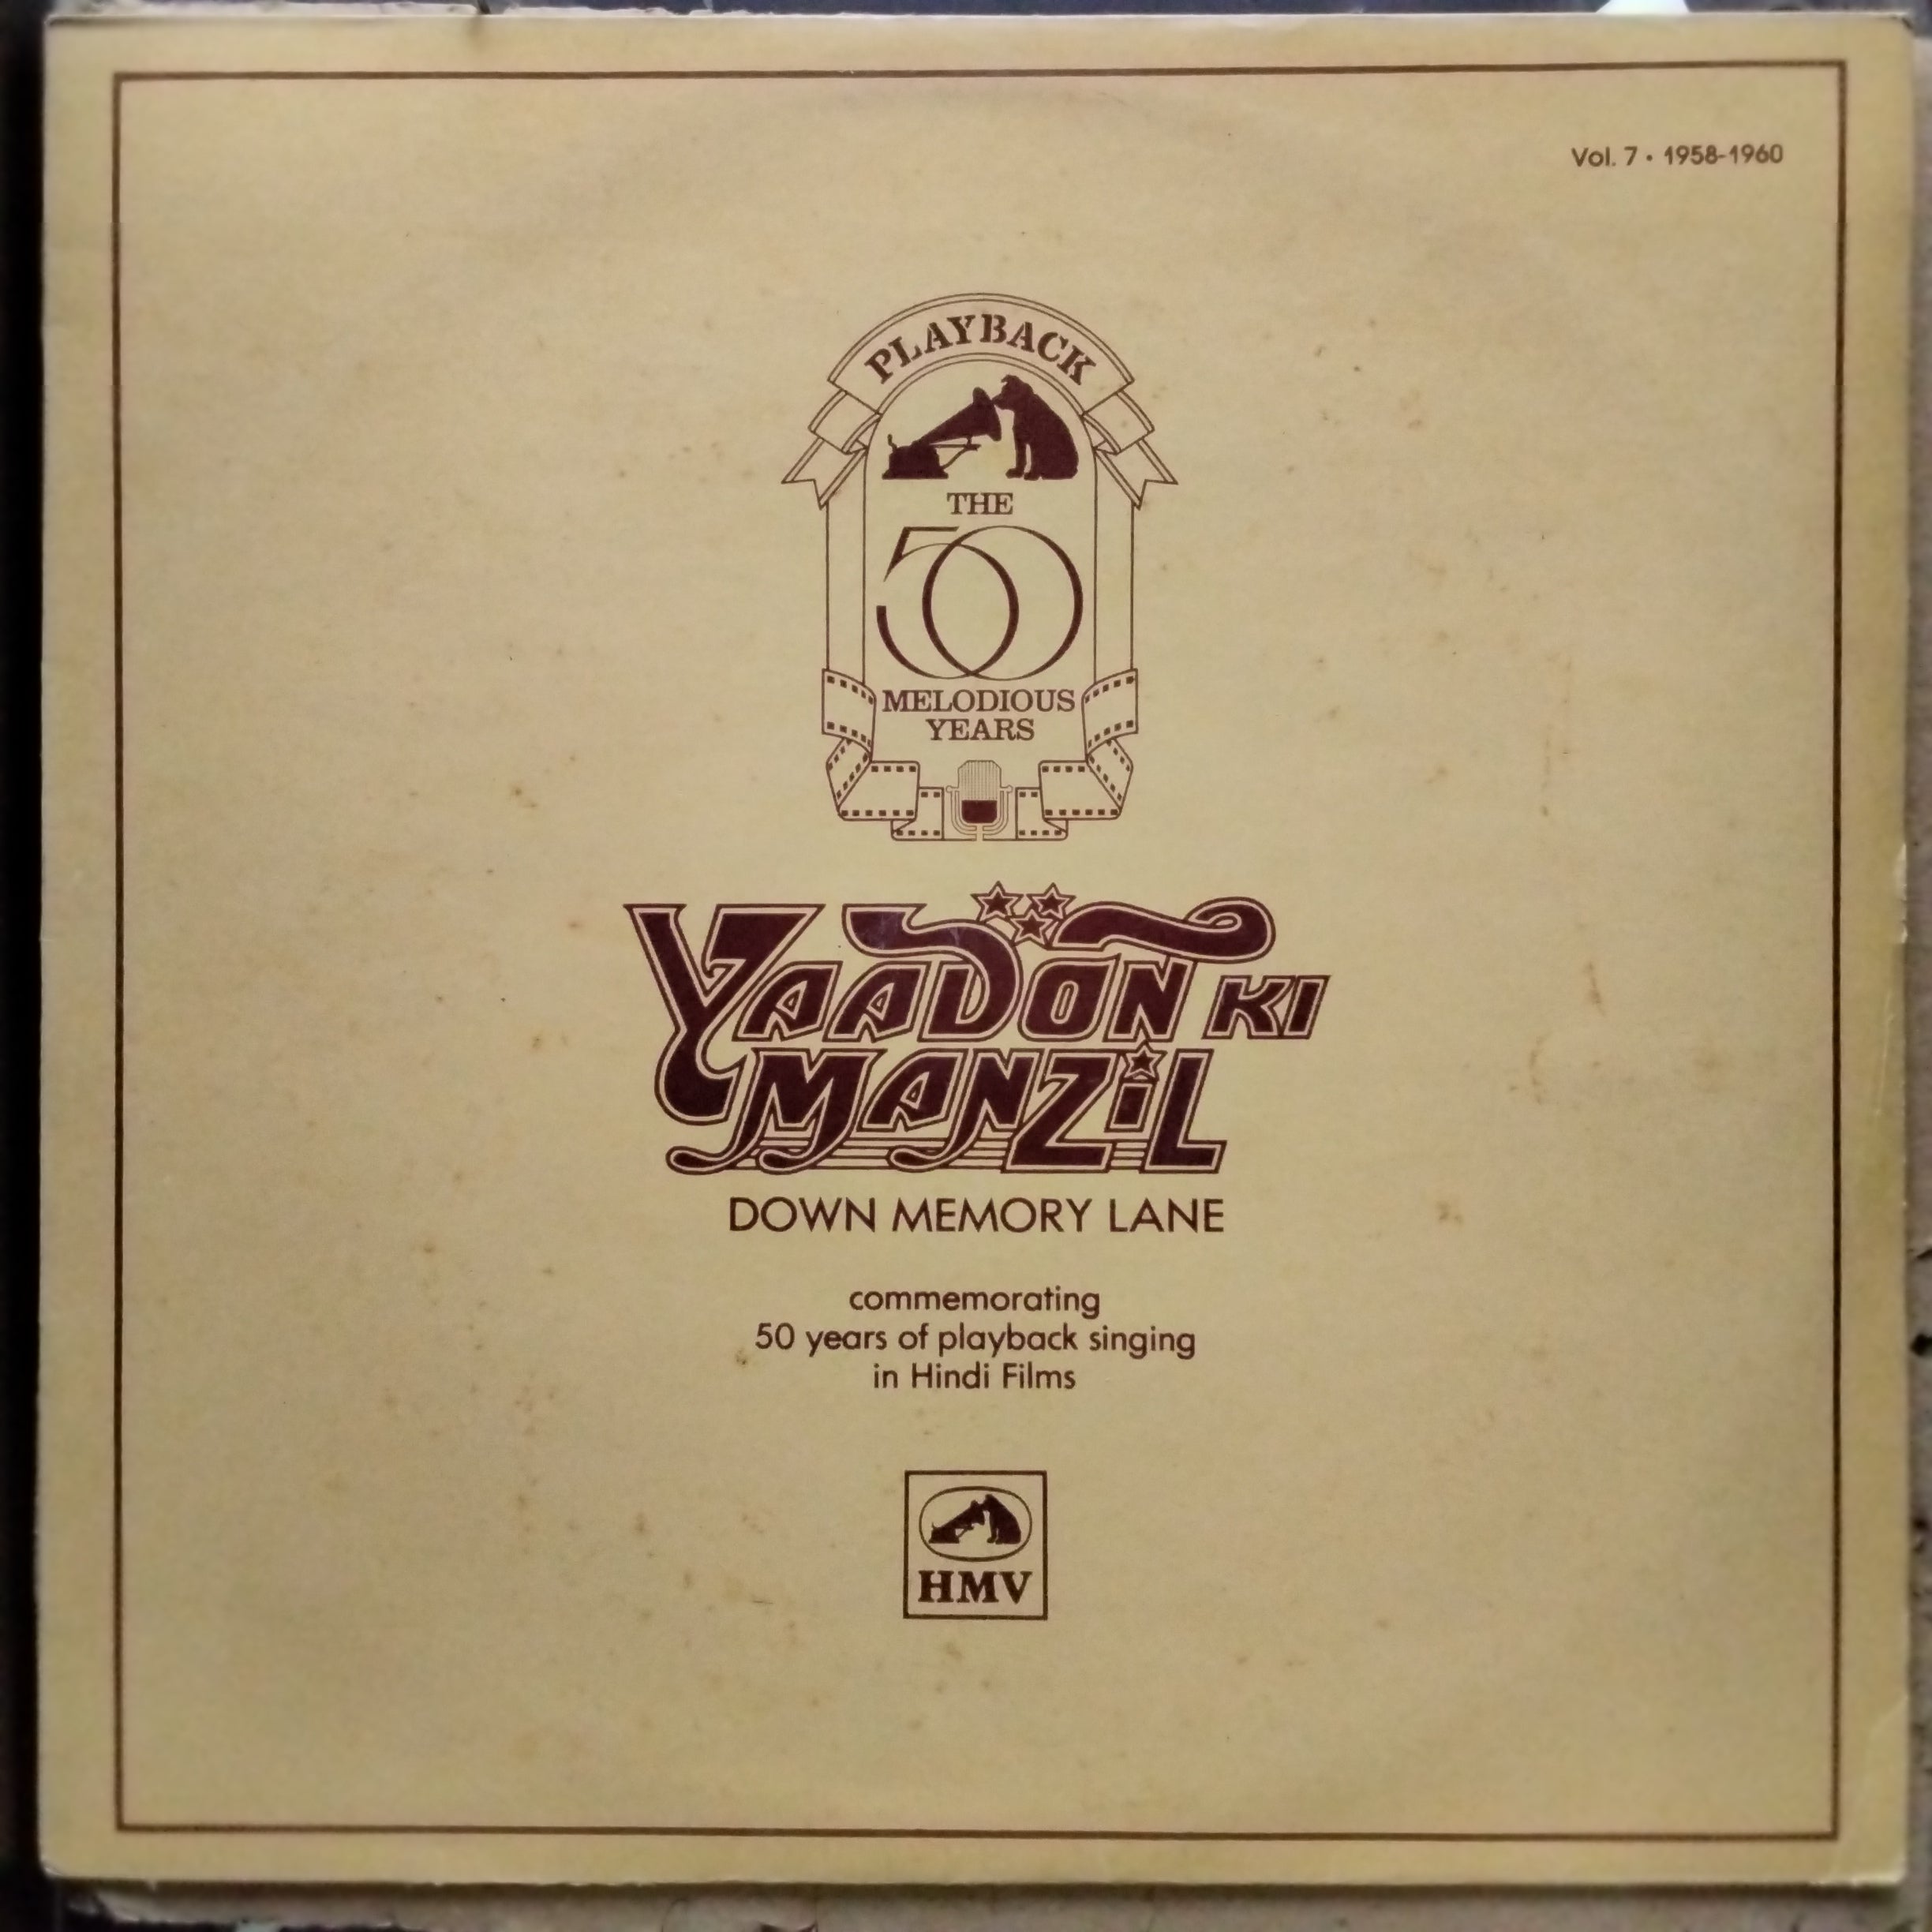 Vol. 7 • 1958-1960
PLAYBACK
THE
50
MELODIOUS
YEARS
YAADON KI
MANZiL
DOWN MEMORY LANE
commemorating
50 years of playback singing
in Hindi Films
HMV